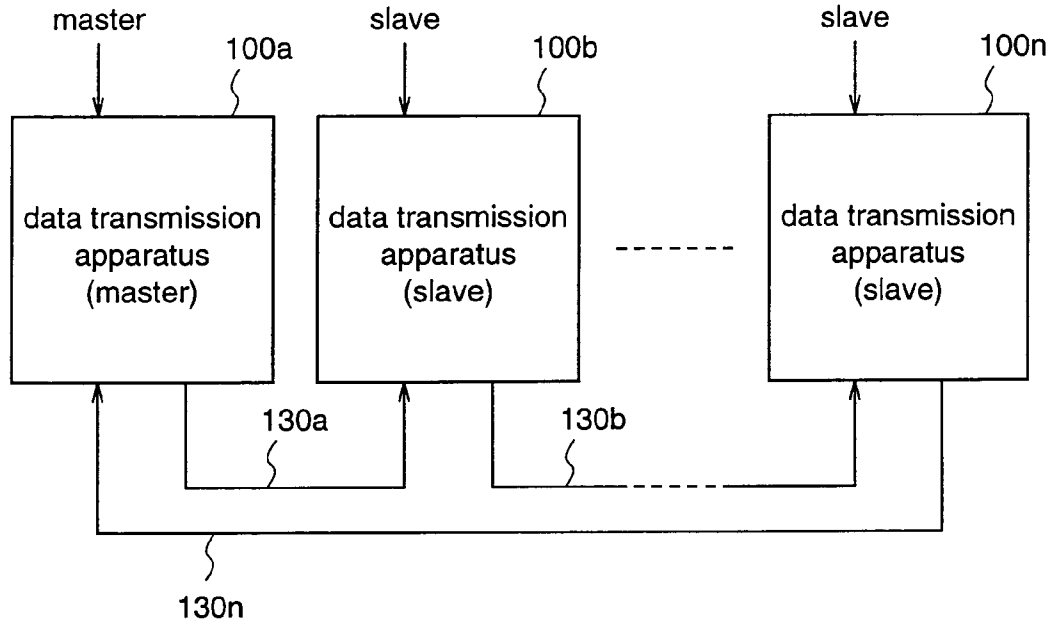 master
slave
slave
100a
100b
100n
data transmission
apparatus
(master)
data transmission
apparatus
(slave)
data transmission
apparatus
(slave)
130a
130b
130n